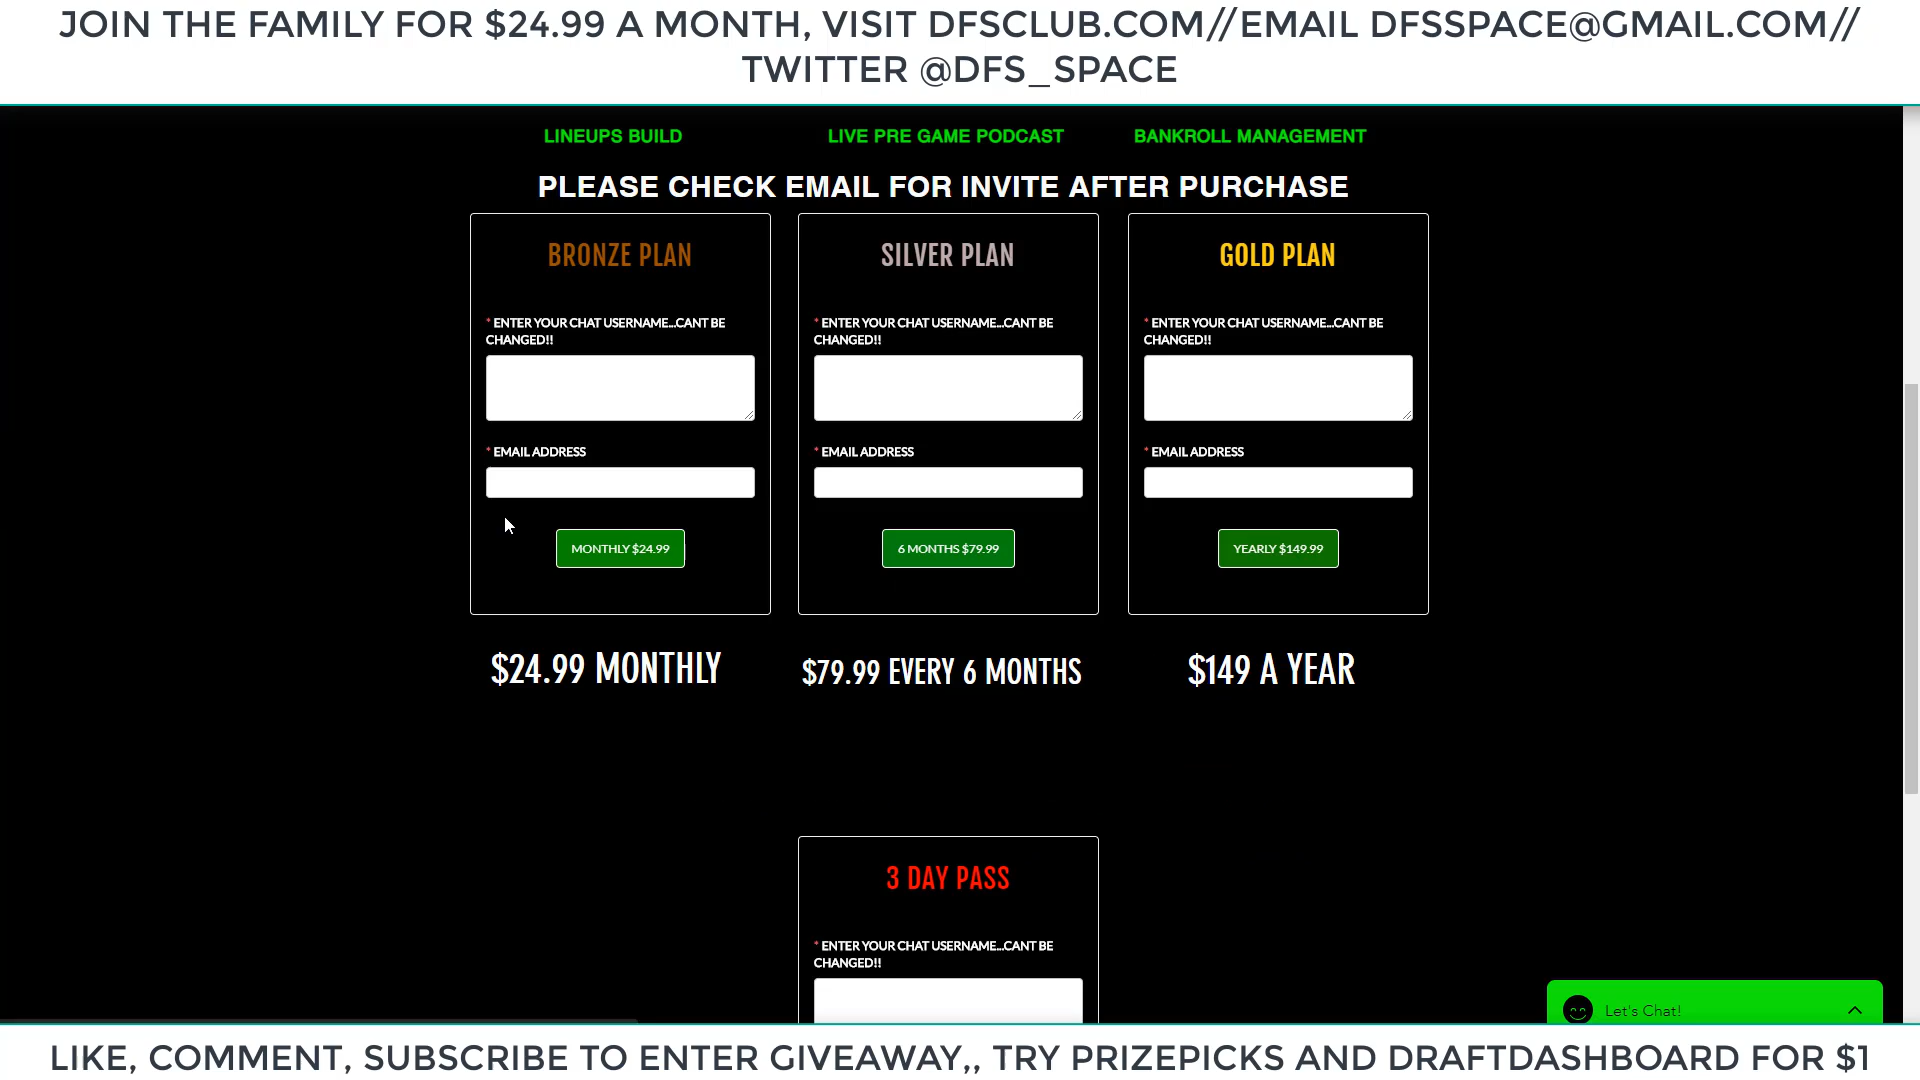 JOIN THE FAMILY FOR $24.99 A MONTH, VISIT DFSCLUB.COM//EMAIL DFSSPACE@GMAIL.COM//
TWITTER @DFS_SPACE
LINEUPS BUILD
LIVE PRE GAME PODCAST
BANKROLL MANAGEMENT
PLEASE CHECK EMAIL FOR INVITE AFTER PURCHASE
BRONZE PLAN
* ENTER YOUR CHAT USERNAME...CANT BE
CHANGED!!
* EMAIL ADDRESS
MONTHLY $24.99
$24.99 MONTHLY
SILVER PLAN
* ENTER YOUR CHAT USERNAME...CANT BE
CHANGED!!
* EMAIL ADDRESS
6 MONTHS $79.99
$79.99 EVERY 6 MONTHS
GOLD PLAN
* ENTER YOUR CHAT USERNAME...CANT BE
CHANGED!!
* EMAIL ADDRESS
YEARLY $149.99
$149 A YEAR
3 DAY PASS
* ENTER YOUR CHAT USERNAME...CANT BE
CHANGED!!
Let's Chat!
LIKE, COMMENT, SUBSCRIBE TO ENTER GIVEAWAY,, TRY PRIZEPICKS AND DRAFTDASHBOARD FOR $1